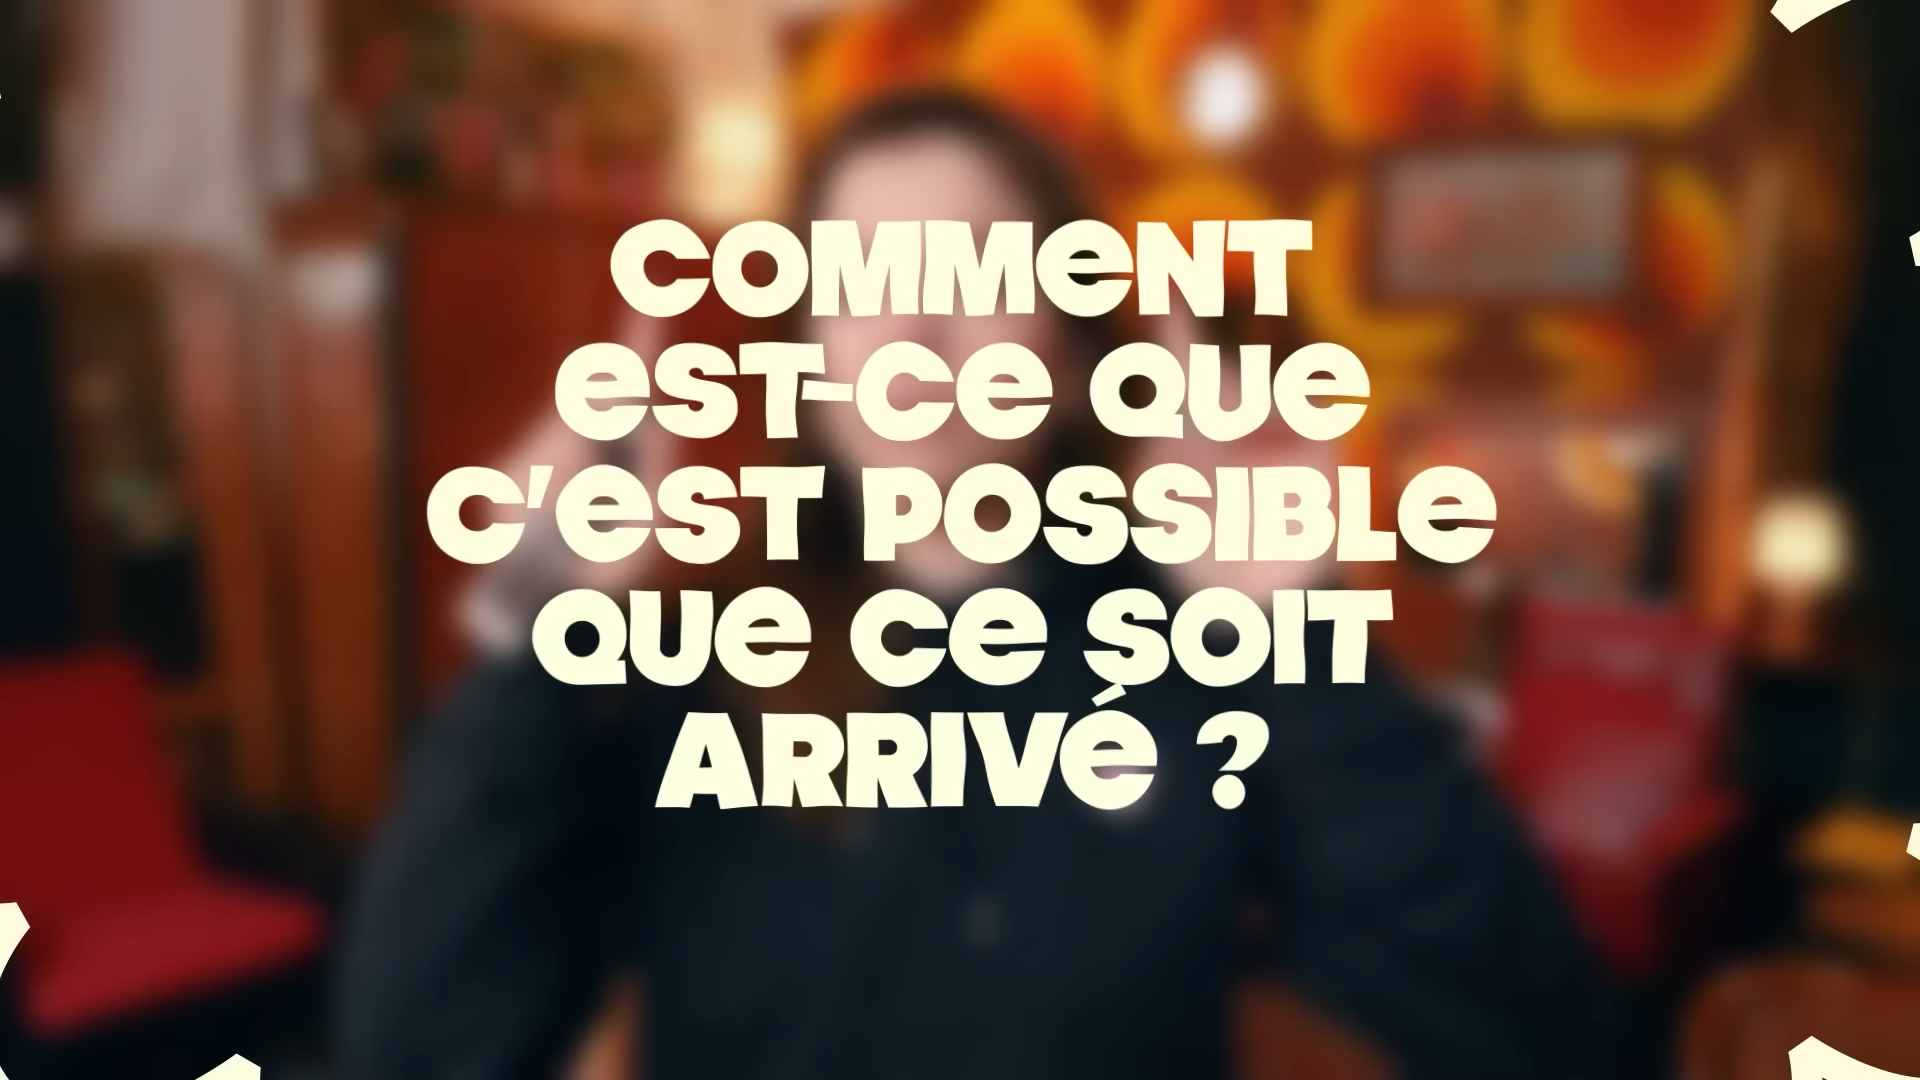 COMMENT
EST-CE QUE
C'EST POSSIBLE
QUE CE SOIT
ARRIVÉ ?